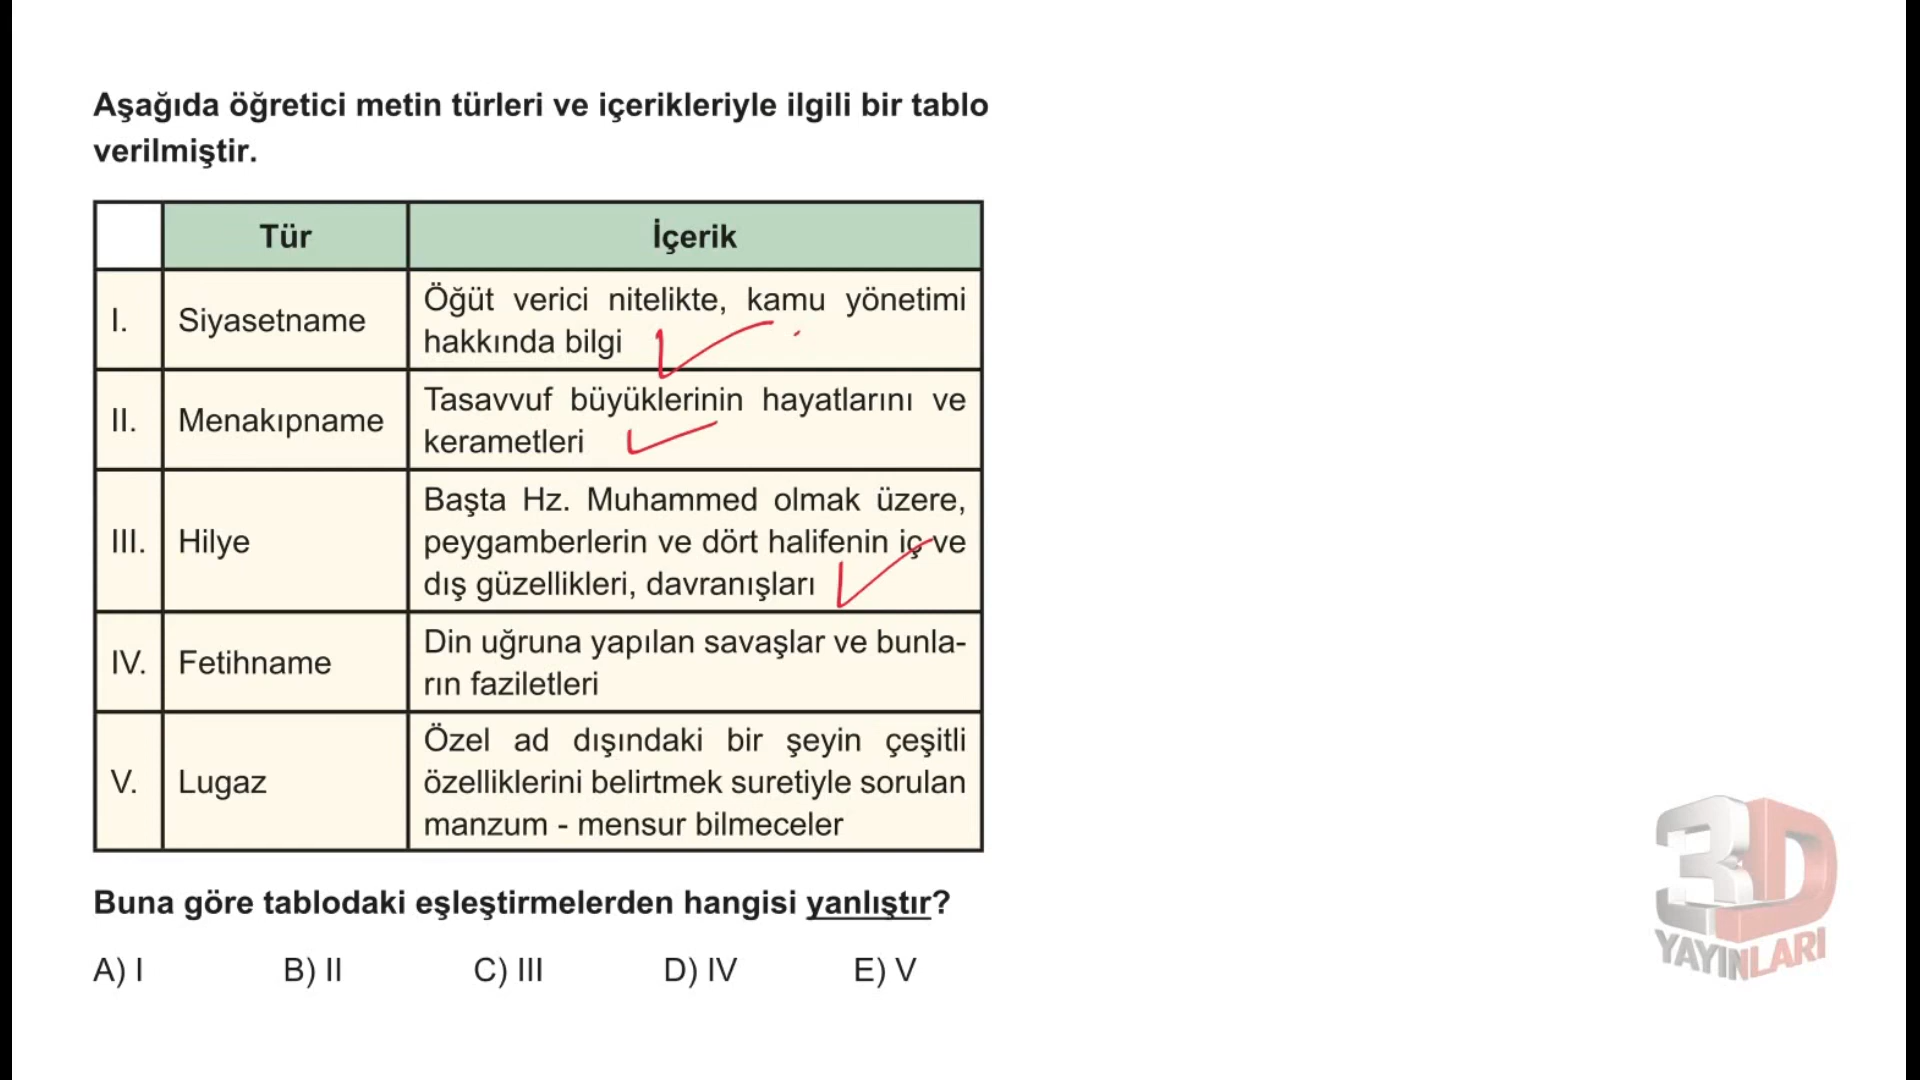 Aşağıda öğretici metin türleri ve içerikleriyle ilgili bir tablo
verilmiştir.
Tür
İçerik
I.
Siyasetname
Öğüt verici nitelikte, kamu yönetimi
hakkında bilgi
II.
Menakıpname
Tasavvuf büyüklerinin hayatlarını ve
kerametleri
III.
Hilye
Başta Hz. Muhammed olmak üzere,
peygamberlerin ve dört halifenin iç ve
dış güzellikleri, davranışları
IV.
Fetihname
Din uğruna yapılan savaşlar ve bunla-
rın faziletleri
V.
Lugaz
Özel ad dışındaki bir şeyin çeşitli
özelliklerini belirtmek suretiyle sorulan
manzum - mensur bilmeceler
Buna göre tablodaki eşleştirmelerden hangisi yanlıştır?
A) I B) II C) III D) IV E) V
3D
YAYINLARI